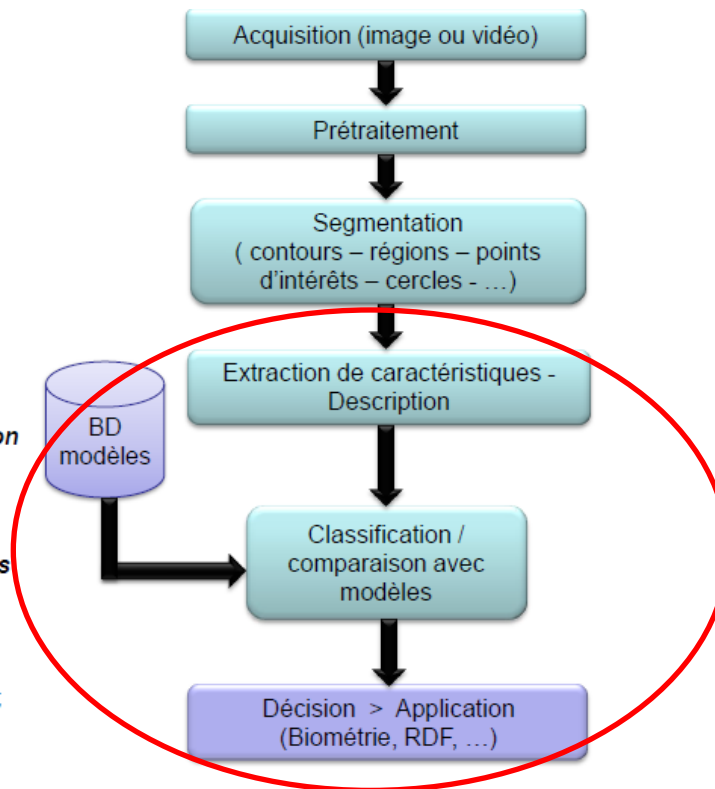 Acquisition (image ou vidéo)
Prétraitement
Segmentation
( contours – régions – points
d'intérêts – cercles - …)
Extraction de caractéristiques -
Description
on
BD
modèles
Classification /
comparaison avec
modèles
s
Décision > Application
(Biométrie, RDF, …)